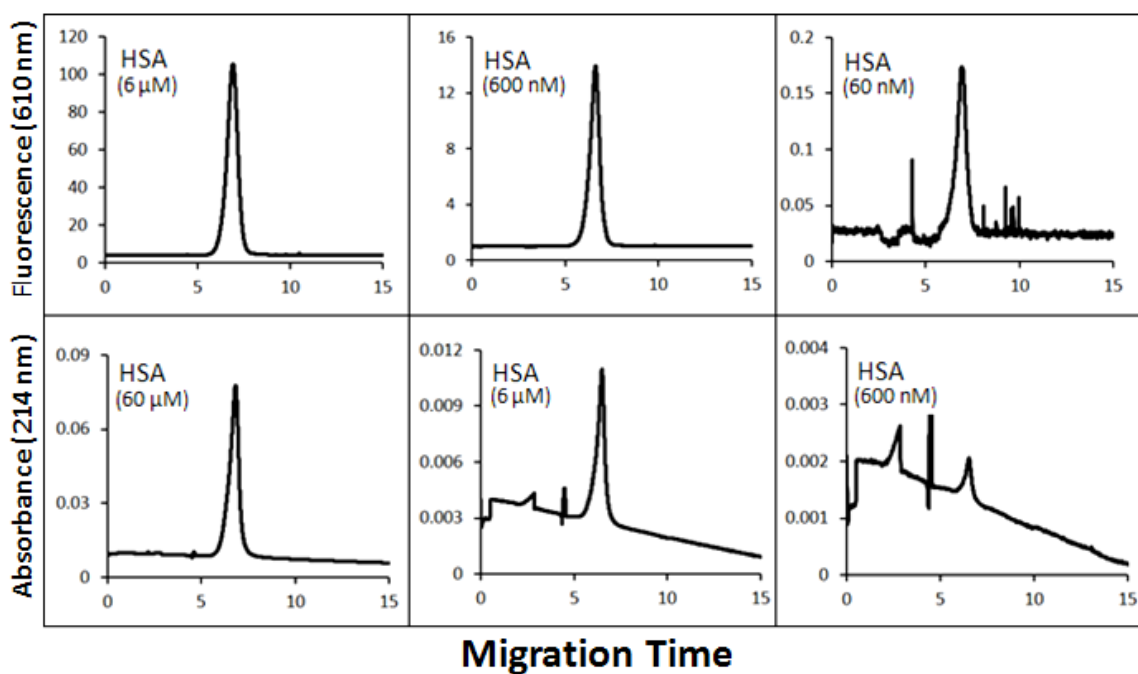 Fluorescence (610 nm)
120
100
80
60
40
20
0
0 5 10 15
HSA
(6 µM)
16
12
8
4
0
0 5 10 15
HSA
(600 nM)
0.2
0.15
0.1
0.05
0
0 5 10 15
HSA
(60 nM)
Absorbance (214 nm)
0.09
0.06
0.03
0
0 5 10 15
HSA
(60 µM)
0.012
0.009
0.006
0.003
0
0 5 10 15
HSA
(6 µM)
0.004
0.003
0.002
0.001
0
0 5 10 15
HSA
(600 nM)
Migration Time